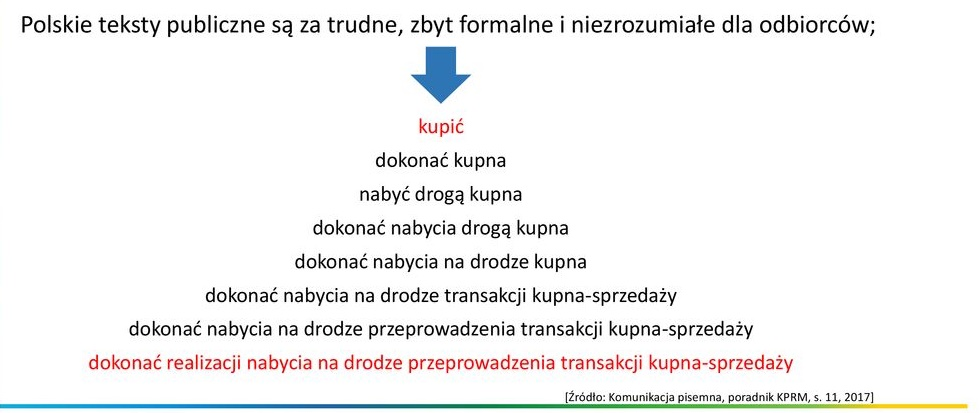 Polskie teksty publiczne są za trudne, zbyt formalne i niezrozumiałe dla odbiorców;
kupić
dokonać kupna
nabyć drogą kupna
dokonać nabycia drogą kupna
dokonać nabycia na drodze kupna
dokonać nabycia na drodze transakcji kupna-sprzedaży
dokonać nabycia na drodze przeprowadzenia transakcji kupna-sprzedaży
dokonać realizacji nabycia na drodze przeprowadzenia transakcji kupna-sprzedaży
[Źródło: Komunikacja pisemna, poradnik KPRM, s. 11, 2017]